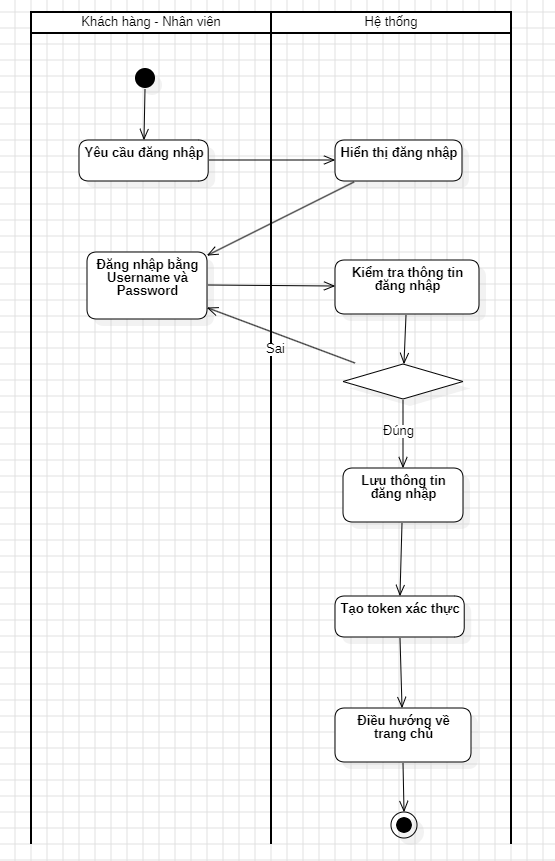 Khách hàng - Nhân viên
Hệ thống
Yêu cầu đăng nhập
Hiển thị đăng nhập
Đăng nhập bằng
Username và
Password
Kiểm tra thông tin
đăng nhập
Sai
Đúng
Lưu thông tin
đăng nhập
Tạo token xác thực
Điều hướng về
trang chủ